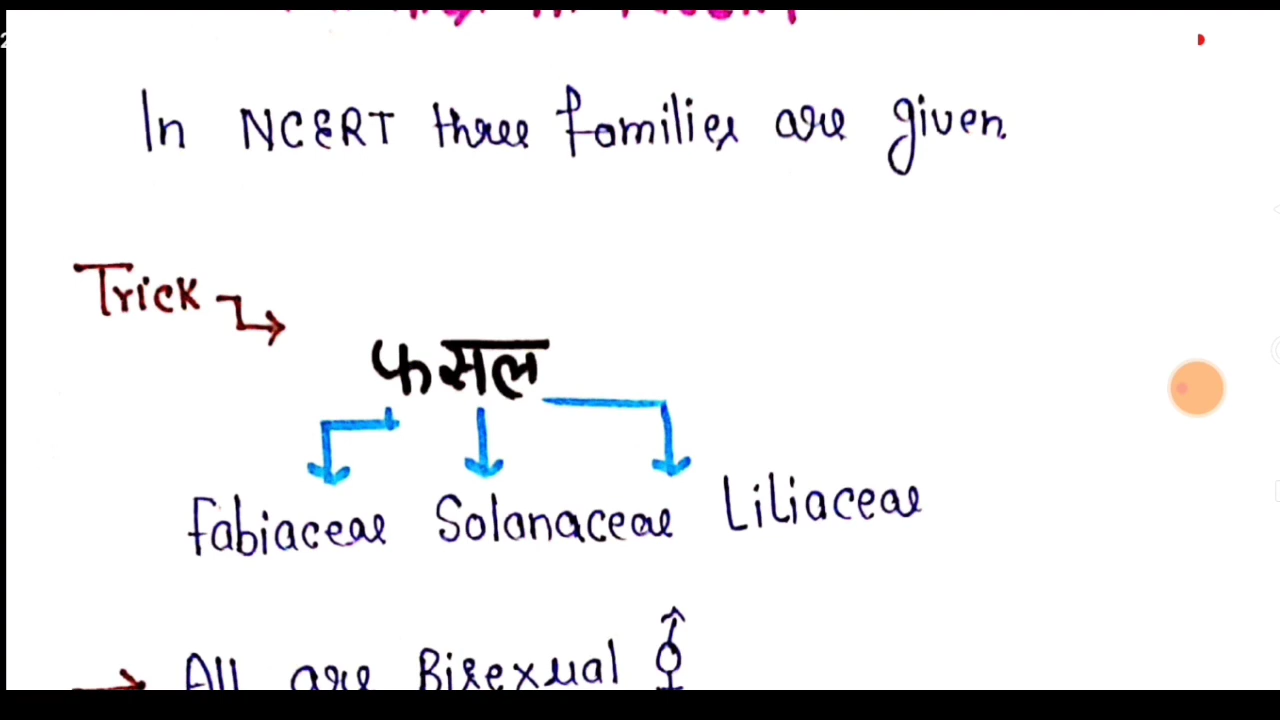 In NCERT three families are given.
Trick
फसल
Fabiaceae Solanaceae Liliaceae
All are Bisexual ⚥